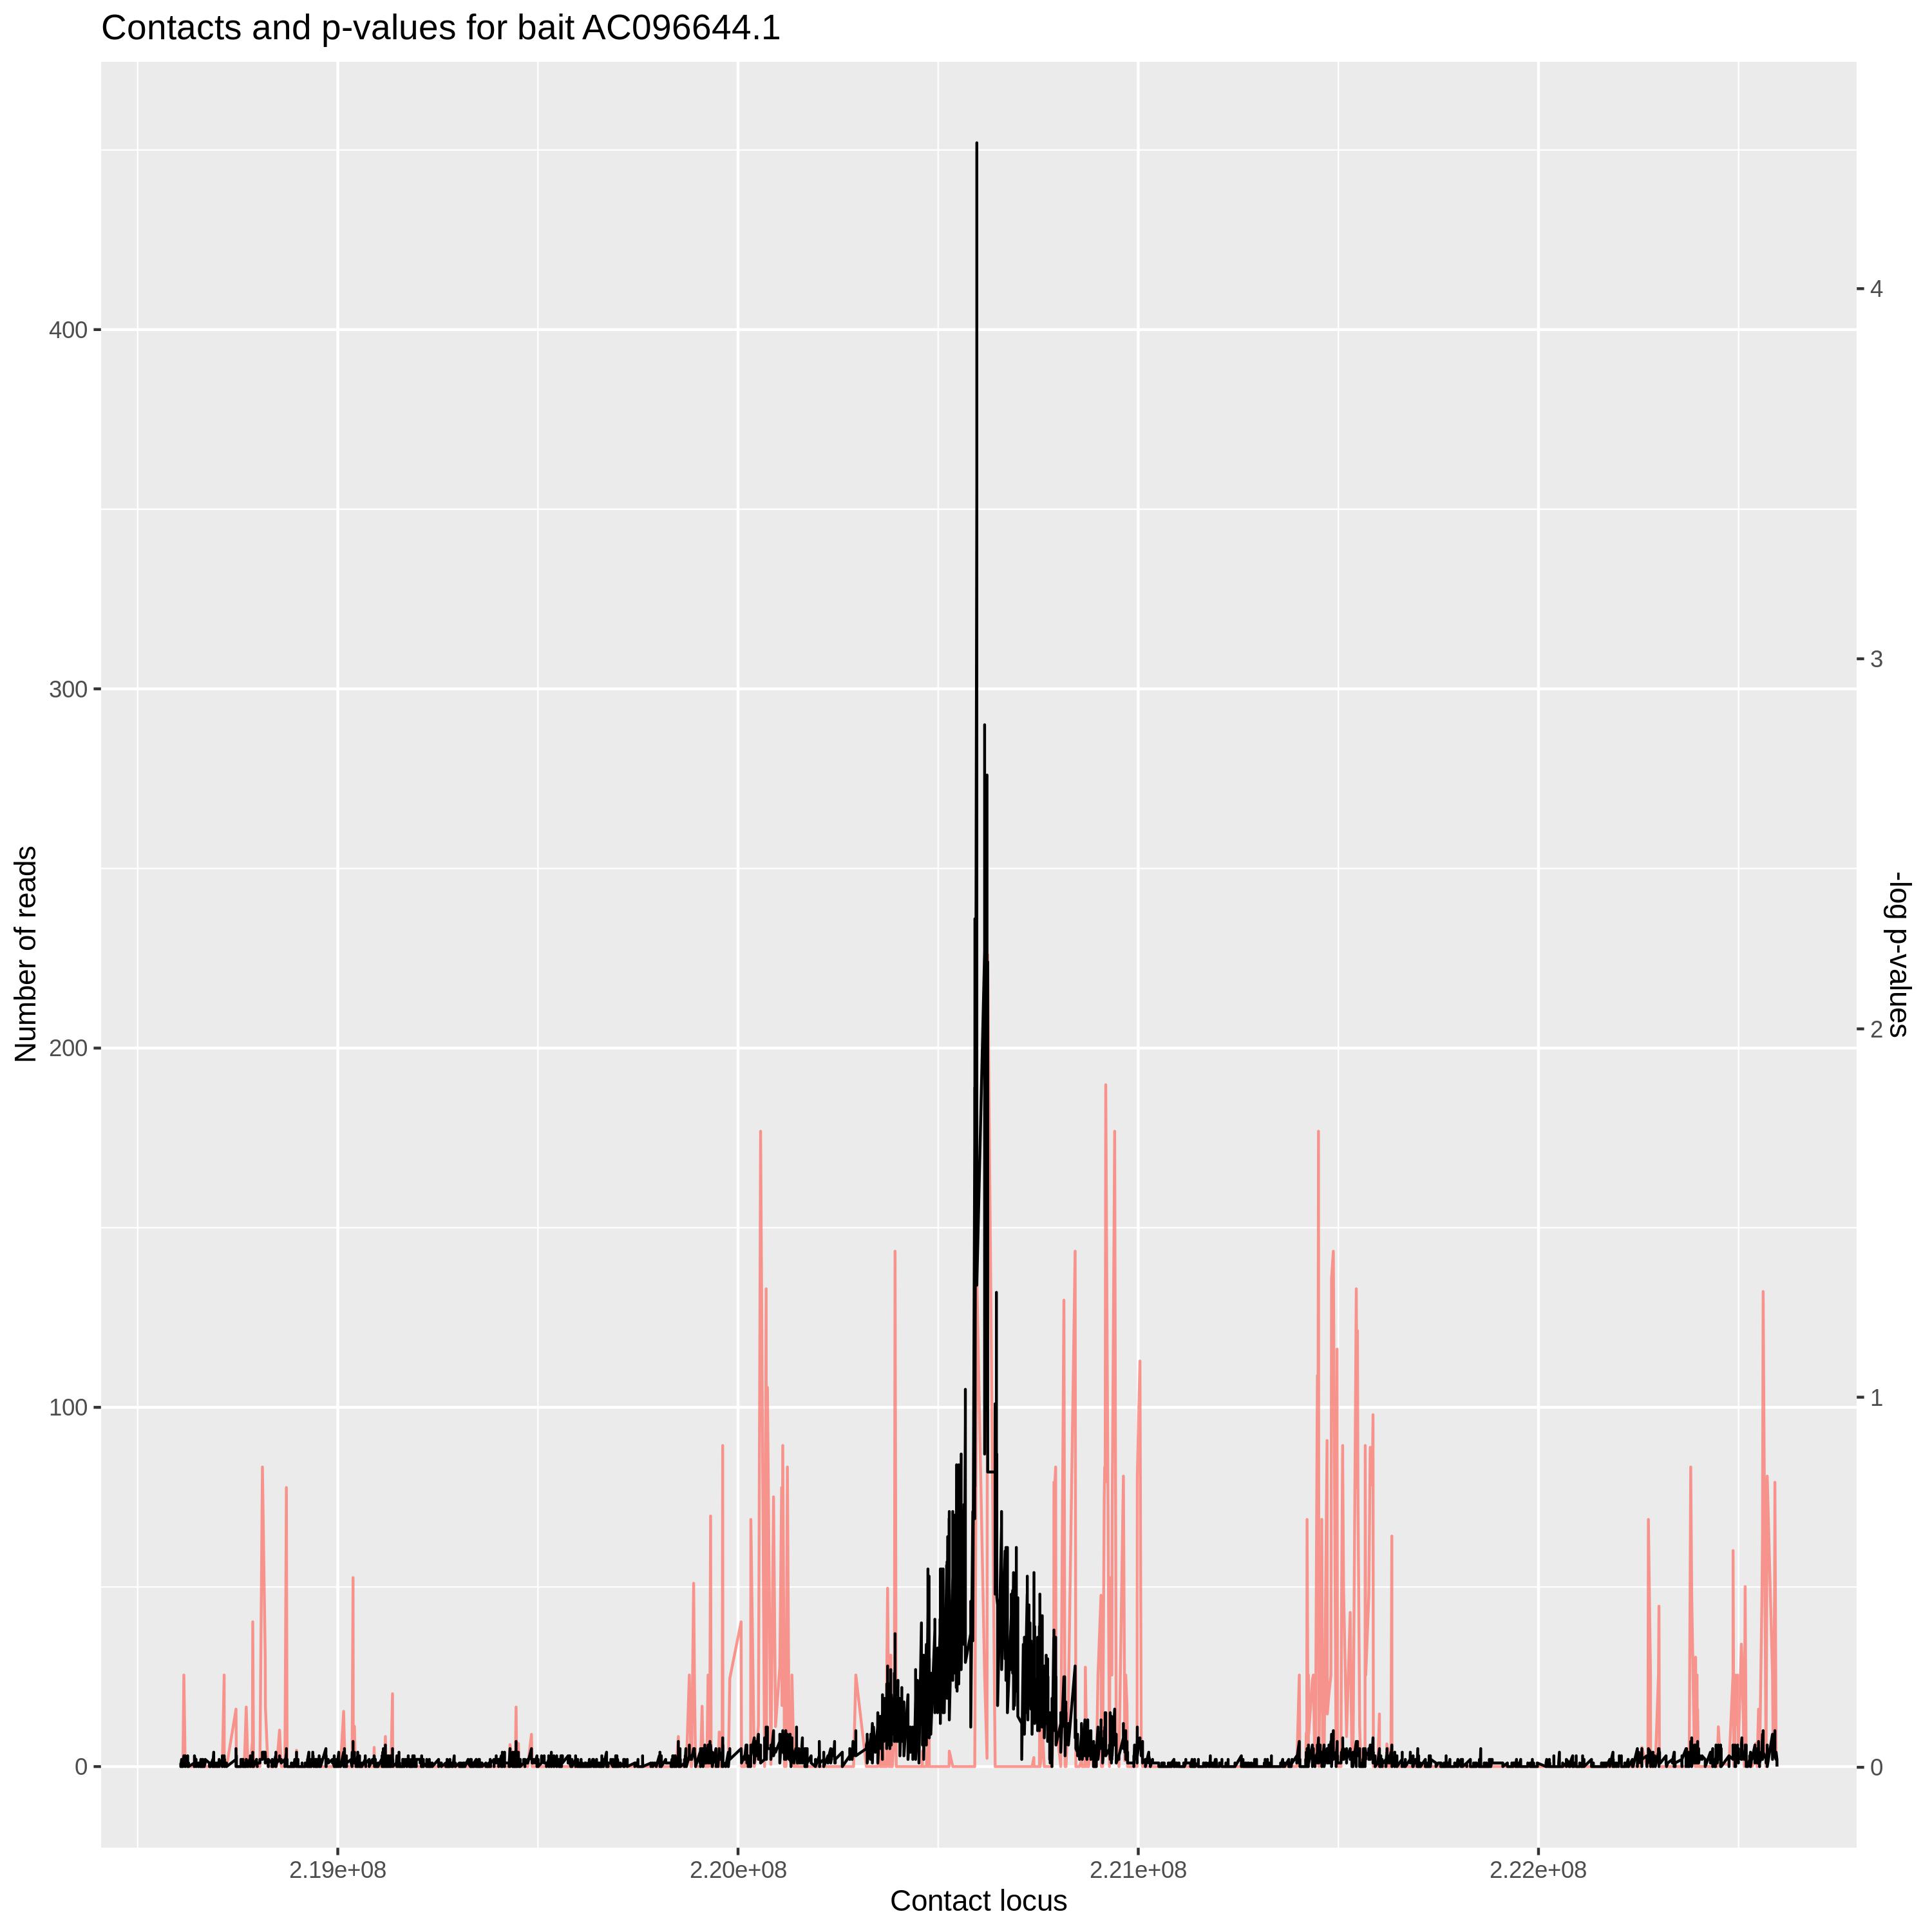 Contacts and p-values for bait AC096644.1
Number of reads
400
300
200
100
0
4
3
2
1
0
-log p-values
2.19e+08
2.20e+08
2.21e+08
2.22e+08
Contact locus